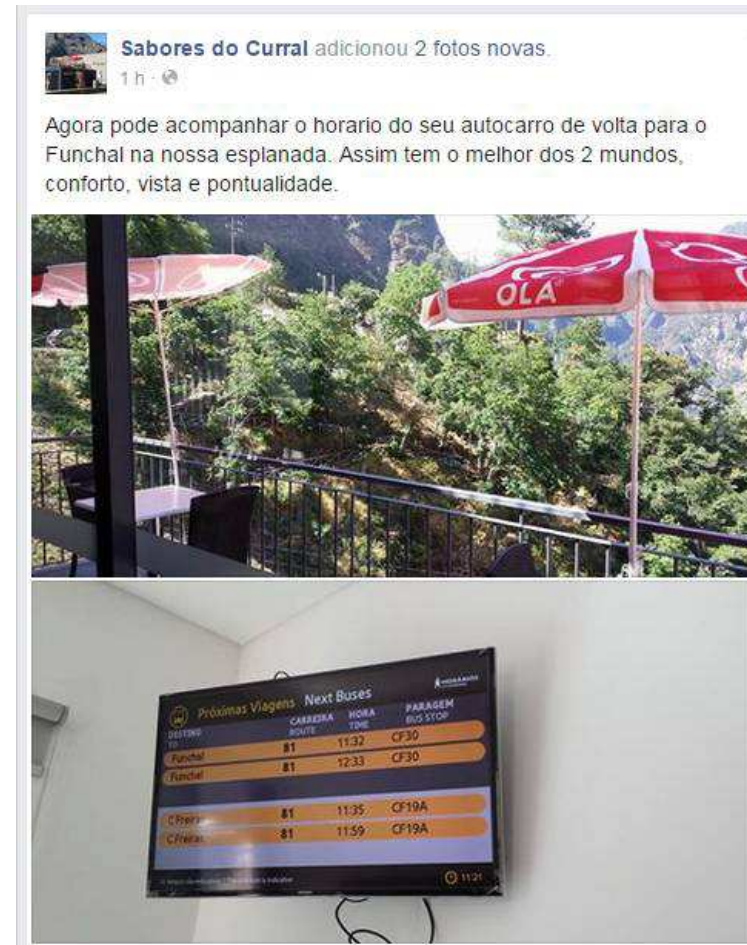 Sabores do Curral adicionou 2 fotos novas.
1 h ·
Agora pode acompanhar o horario do seu autocarro de volta para o
Funchal na nossa esplanada. Assim tem o melhor dos 2 mundos,
conforto, vista e pontualidade.
OLA
Próximas Viagens Next Buses
DESTINO CARREIRA HORA PARAGEM
TO ROUTE TIME BUS STOP
Funchal 81 11:32 CF30
Funchal 81 12:33 CF30
C Freiras 81 11:35 CF19A
C Freiras 81 11:59 CF19A
11:21